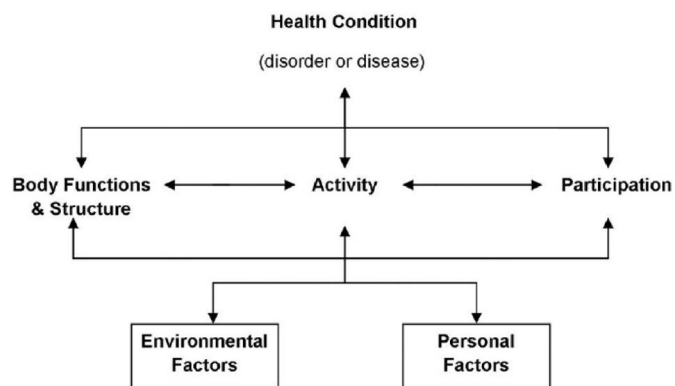 Health Condition
(disorder or disease)
Body Functions
& Structure
Activity
Participation
Environmental
Factors
Personal
Factors